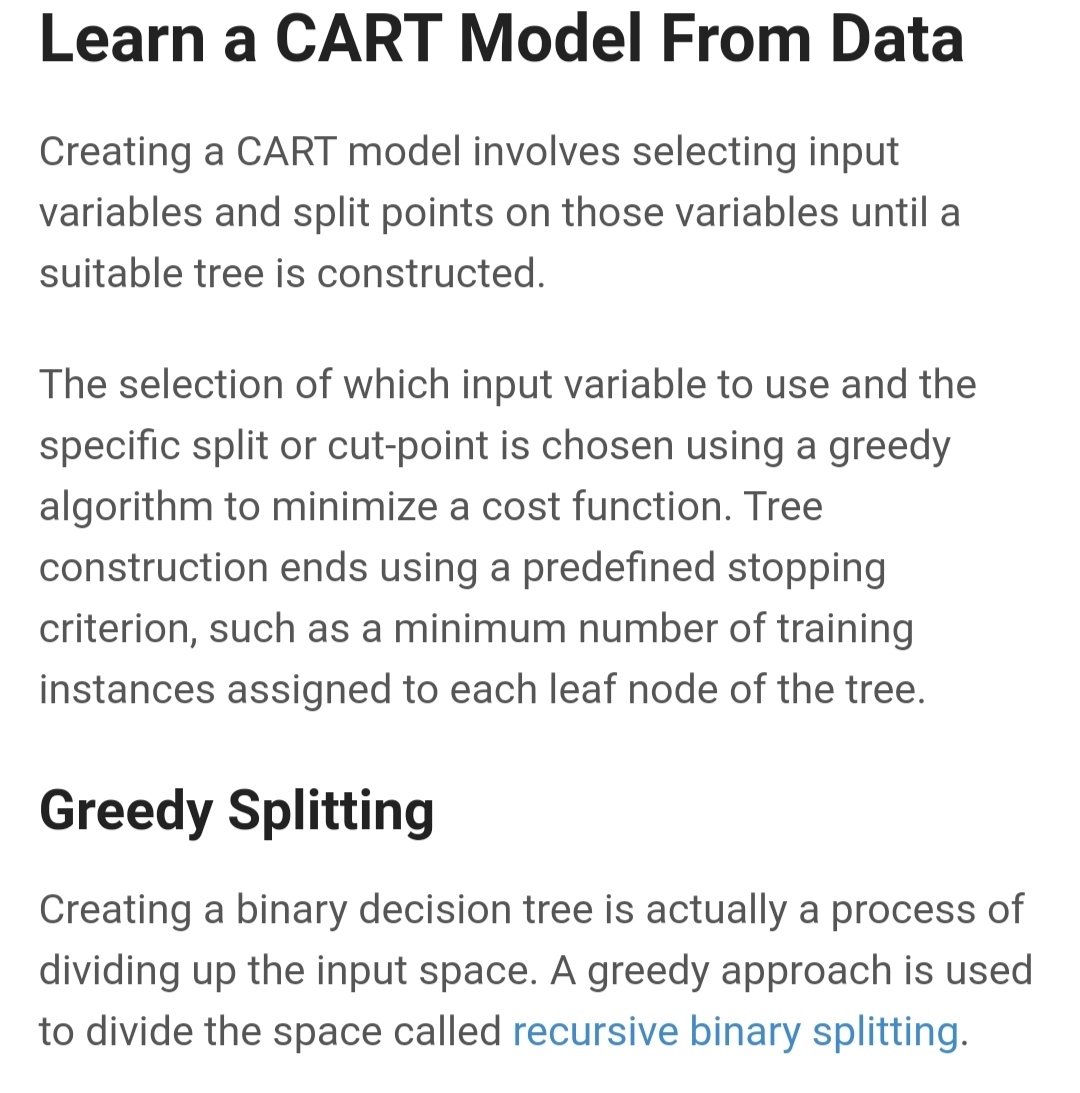 Learn a CART Model From Data
Creating a CART model involves selecting input
variables and split points on those variables until a
suitable tree is constructed.
The selection of which input variable to use and the
specific split or cut-point is chosen using a greedy
algorithm to minimize a cost function. Tree
construction ends using a predefined stopping
criterion, such as a minimum number of training
instances assigned to each leaf node of the tree.
Greedy Splitting
Creating a binary decision tree is actually a process of
dividing up the input space. A greedy approach is used
to divide the space called recursive binary splitting.